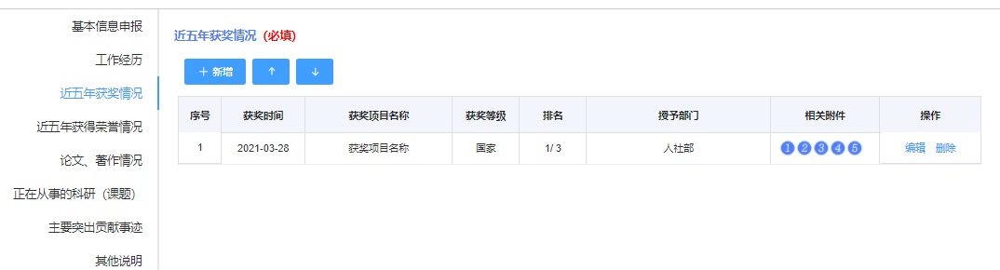 基本信息申报
工作经历
近五年获奖情况
近五年获得荣誉情况
论文、著作情况
正在从事的科研（课题）
主要突出贡献事迹
其他说明
近五年获奖情况（必填）
＋ 新增 ↑ ↓
序号 获奖时间 获奖项目名称 获奖等级 排名 授予部门 相关附件 操作
1 2021-03-28 获奖项目名称 国家 1/ 3 人社部 1 2 3 4 5 编辑 删除